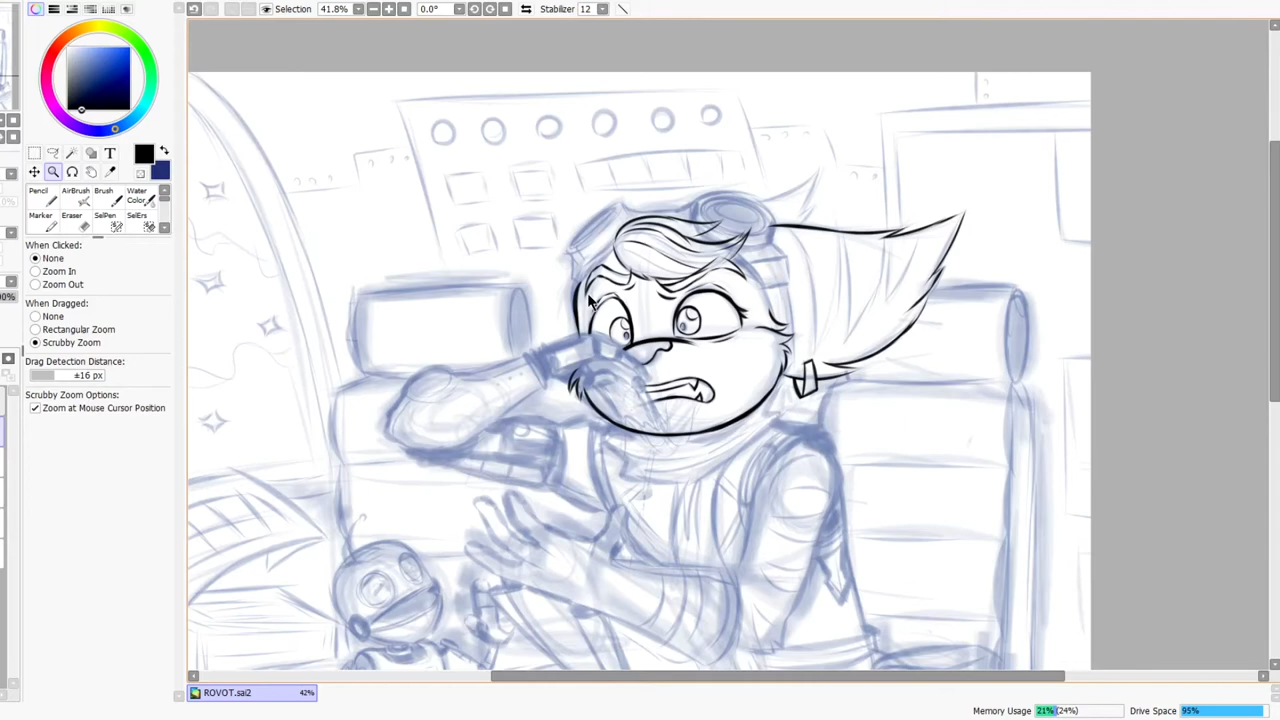 Selection 41.8% 0.0° Stabilizer 12
T
Pencil AirBrush Brush Water Color
Marker Eraser SelPen SelErs
When Clicked:
None
Zoom In
Zoom Out
When Dragged:
None
Rectangular Zoom
Scrubby Zoom
Drag Detection Distance:
±16 px
Scrubby Zoom Options:
Zoom at Mouse Cursor Position
ROVOT.sai2 42%
Memory Usage 21% (24%) Drive Space 95%